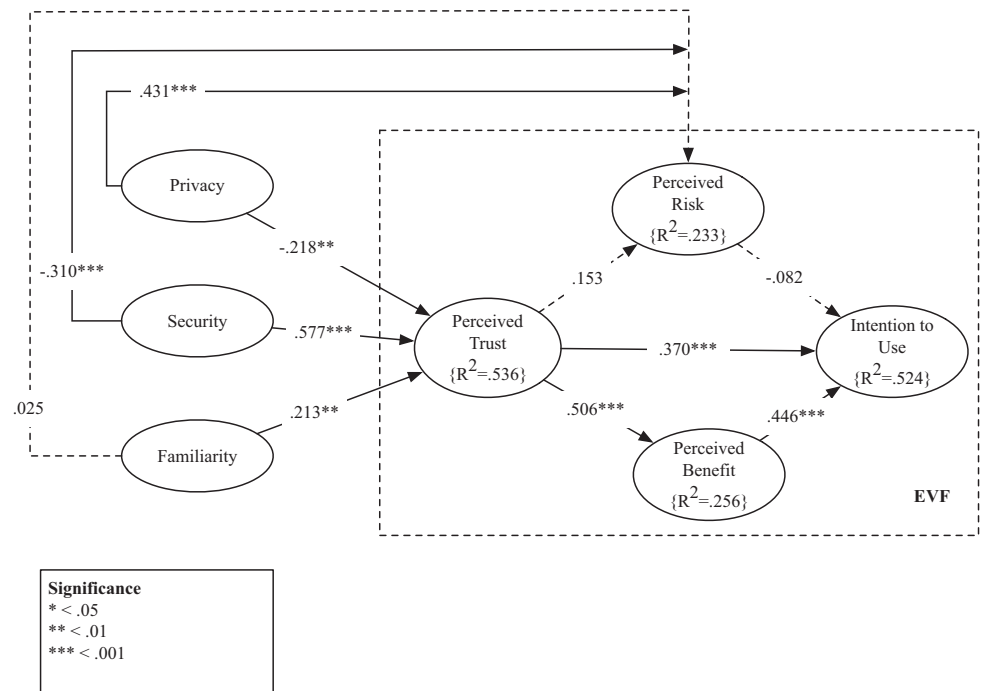 .431***
Privacy
-.218**
-.310***
Security
.577***
.025
.213**
Familiarity
Perceived
Trust
{R²=.536}
Perceived
Risk
{R²=.233}
.153
-.082
.370***
.506***
.446***
Intention to
Use
{R²=.524}
Perceived
Benefit
{R²=.256}
EVF
Significance
* < .05
** < .01
*** < .001